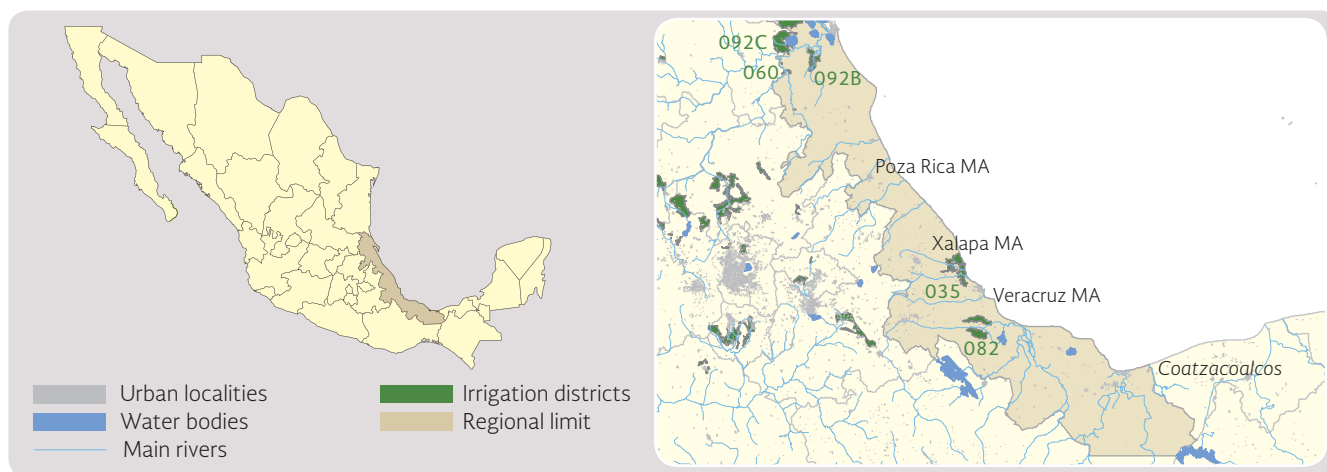 Urban localities
Water bodies
Main rivers
Irrigation districts
Regional limit
092C
060
092B
Poza Rica MA
Xalapa MA
035
Veracruz MA
082
Coatzacoalcos